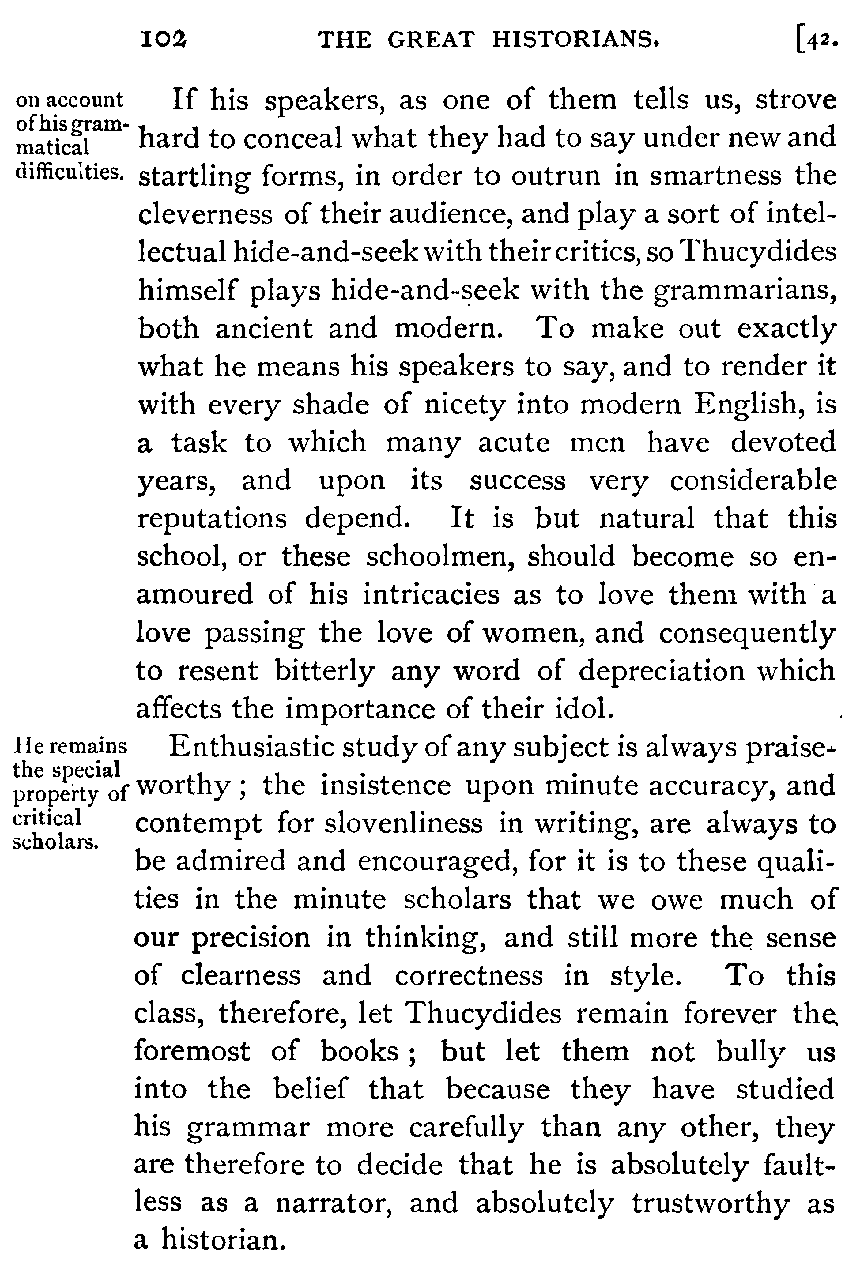 102 THE GREAT HISTORIANS. [42.
on account
of his gram-
matical
difficulties.
If his speakers, as one of them tells us, strove
hard to conceal what they had to say under new and
startling forms, in order to outrun in smartness the
cleverness of their audience, and play a sort of intel-
lectual hide-and-seek with their critics, so Thucydides
himself plays hide-and-seek with the grammarians,
both ancient and modern. To make out exactly
what he means his speakers to say, and to render it
with every shade of nicety into modern English, is
a task to which many acute men have devoted
years, and upon its success very considerable
reputations depend. It is but natural that this
school, or these schoolmen, should become so en-
amoured of his intricacies as to love them with a
love passing the love of women, and consequently
to resent bitterly any word of depreciation which
affects the importance of their idol.
He remains
the special
property of
critical
scholars.
Enthusiastic study of any subject is always praise-
worthy; the insistence upon minute accuracy, and
contempt for slovenliness in writing, are always to
be admired and encouraged, for it is to these quali-
ties in the minute scholars that we owe much of
our precision in thinking, and still more the sense
of clearness and correctness in style. To this
class, therefore, let Thucydides remain forever the
foremost of books; but let them not bully us
into the belief that because they have studied
his grammar more carefully than any other, they
are therefore to decide that he is absolutely fault-
less as a narrator, and absolutely trustworthy as
a historian.